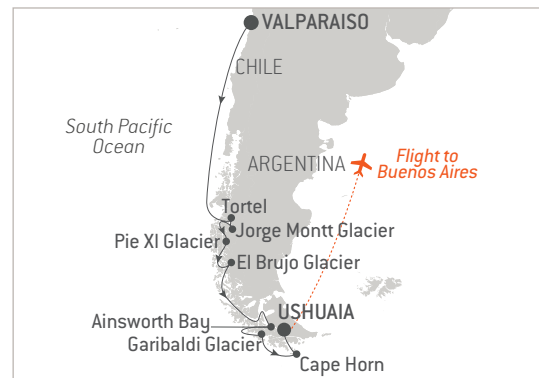 VALPARAISO
CHILE
South Pacific
Ocean
ARGENTINA
Flight to
Buenos Aires
Tortel
Jorge Montt Glacier
Pie XI Glacier
El Brujo Glacier
USHUAIA
Ainsworth Bay
Garibaldi Glacier
Cape Horn